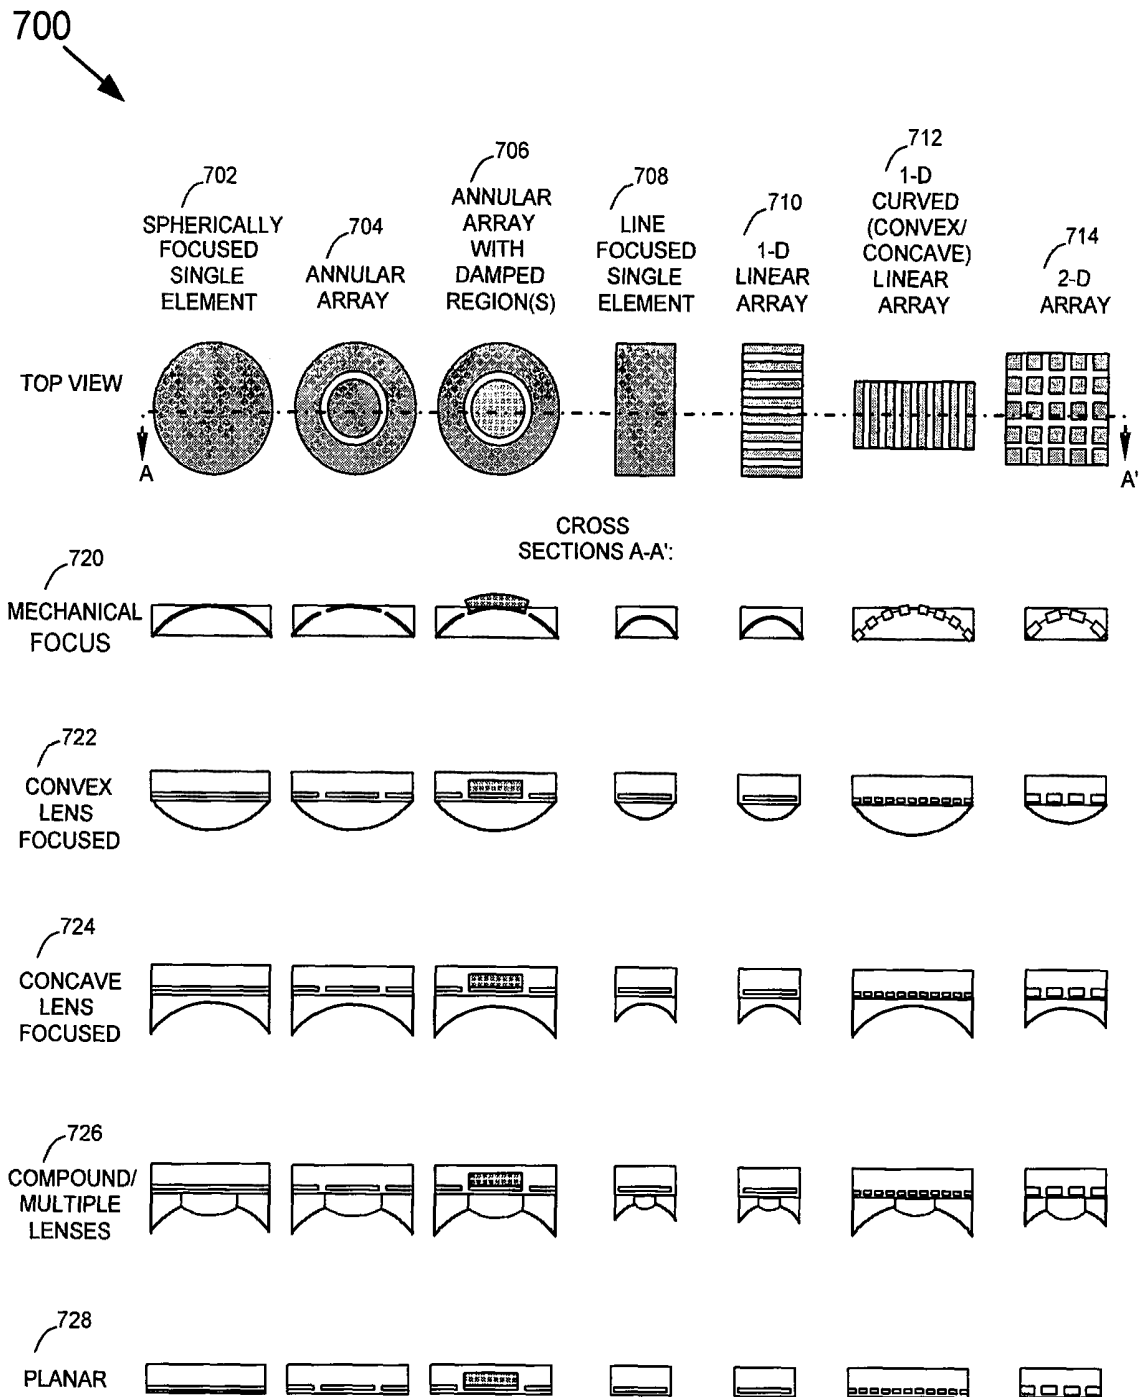 700
702
SPHERICALLY
FOCUSED
SINGLE
ELEMENT
704
ANNULAR
ARRAY
706
ANNULAR
ARRAY
WITH
DAMPED
REGION(S)
708
LINE
FOCUSED
SINGLE
ELEMENT
710
1-D
LINEAR
ARRAY
712
1-D
CURVED
(CONVEX/
CONCAVE)
LINEAR
ARRAY
714
2-D
ARRAY
TOP VIEW
A
A'
CROSS
SECTIONS A-A':
720
MECHANICAL
FOCUS
722
CONVEX
LENS
FOCUSED
724
CONCAVE
LENS
FOCUSED
726
COMPOUND/
MULTIPLE
LENSES
728
PLANAR